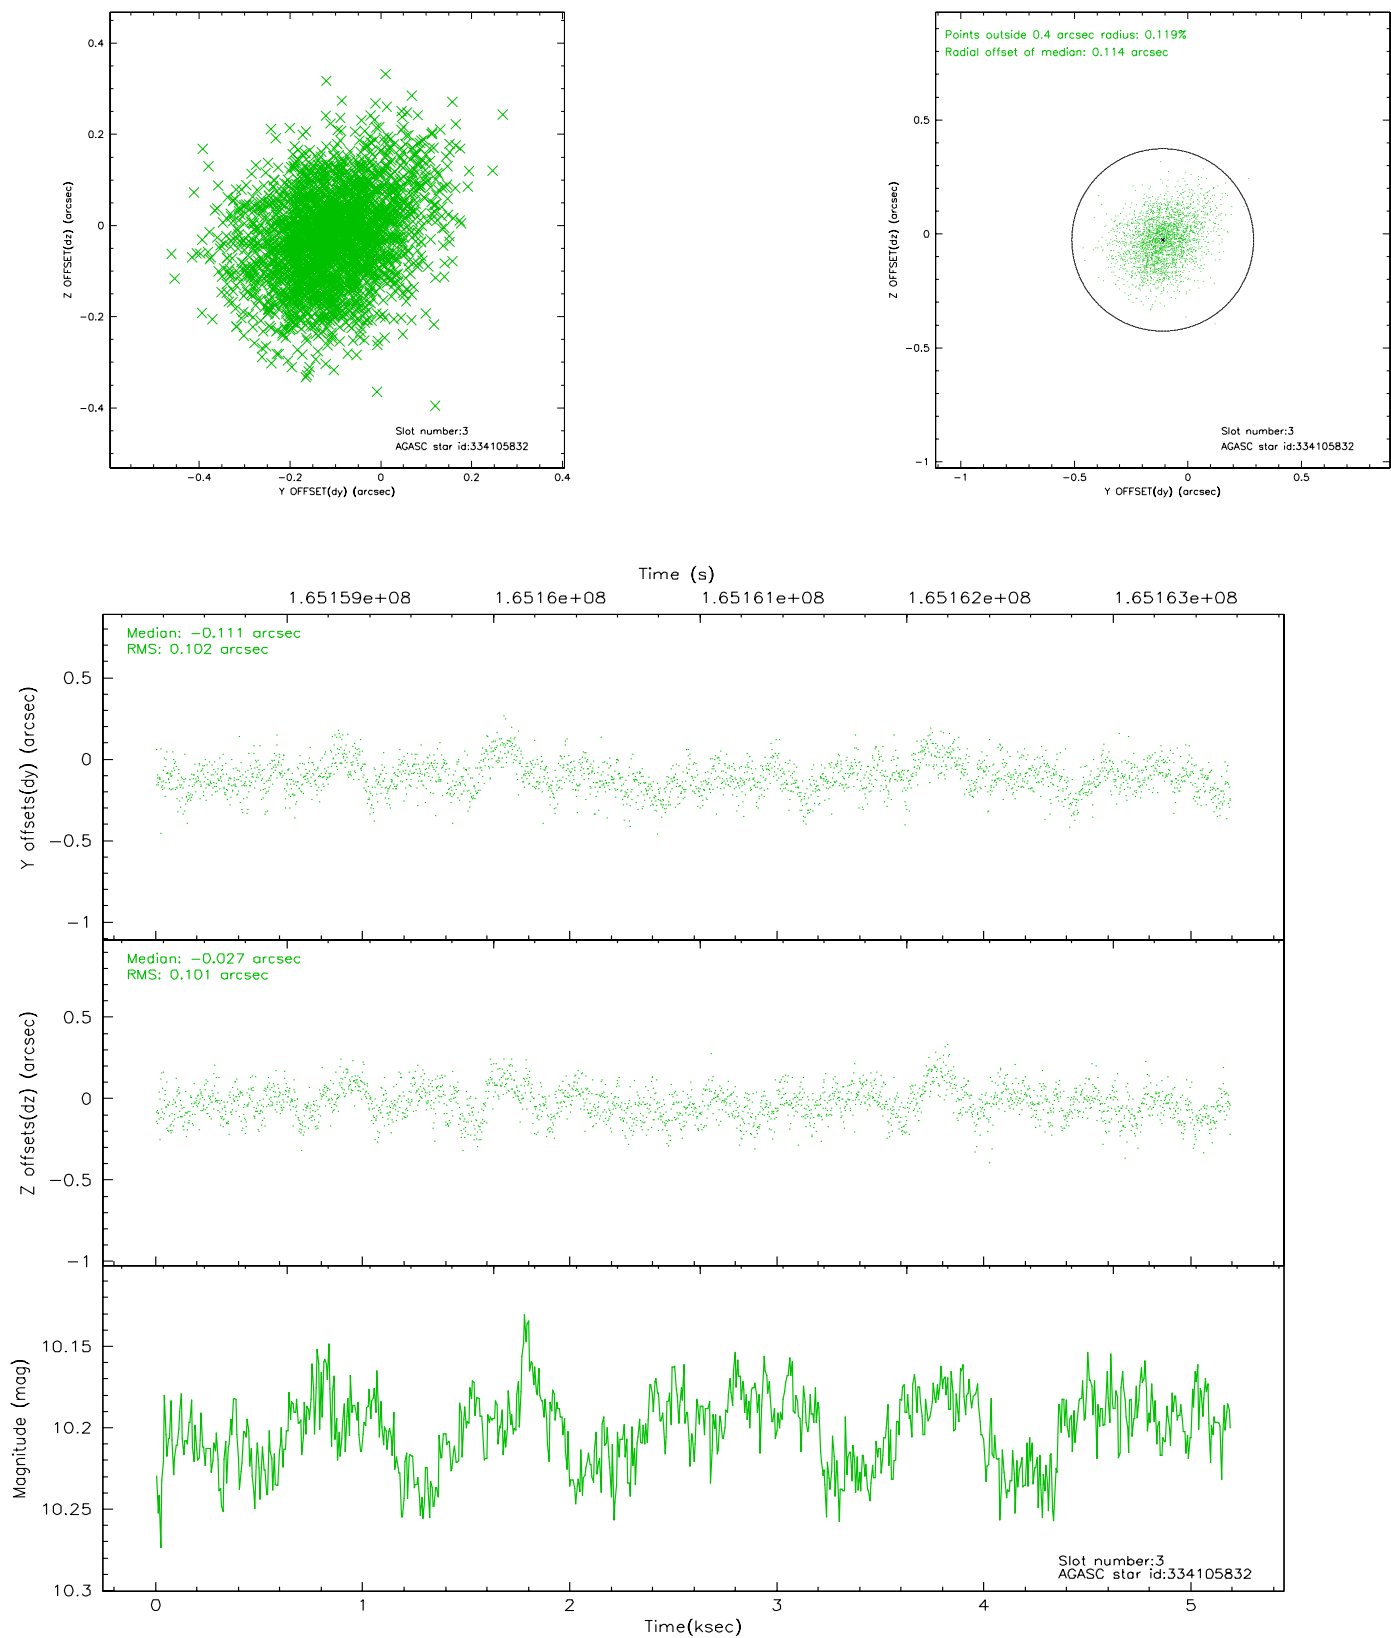 0.4
0.2
0
−0.2
−0.4
Z OFFSET(dz) (arcsec)
Slot number:3
AGASC star id:334105832
−0.4
−0.2
0
0.2
0.4
Y OFFSET(dy) (arcsec)
Points outside 0.4 arcsec radius: 0.119%
Radial offset of median: 0.114 arcsec
0.5
0
−0.5
−1
Z OFFSET(dz) (arcsec)
Slot number:3
AGASC star id:334105832
−1
−0.5
0
0.5
Y OFFSET(dy) (arcsec)
Time (s)
1.65159e+08
1.6516e+08
1.65161e+08
1.65162e+08
1.65163e+08
Median: −0.111 arcsec
RMS: 0.102 arcsec
0.5
0
−0.5
−1
Y offsets(dy) (arcsec)
Median: −0.027 arcsec
RMS: 0.101 arcsec
0.5
0
−0.5
−1
Z offsets(dz) (arcsec)
10.15
10.2
10.25
10.3
Magnitude (mag)
Slot number:3
AGASC star id:334105832
0
1
2
3
4
5
Time(ksec)